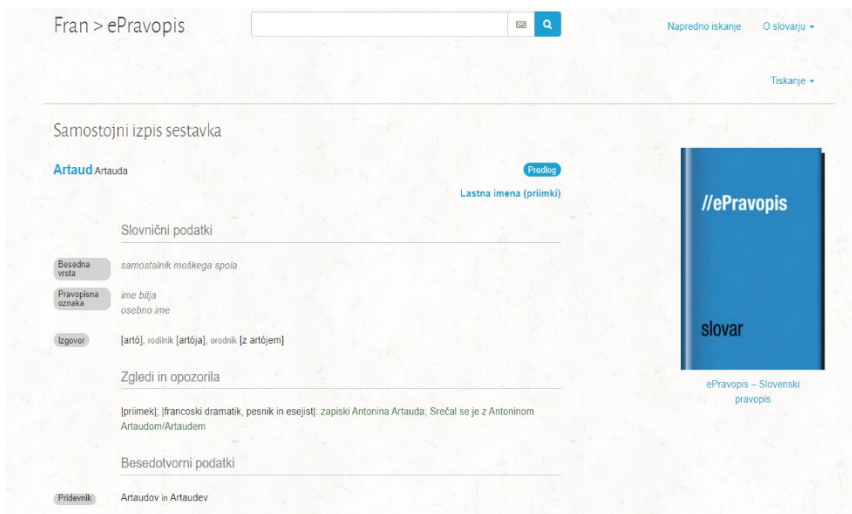 Fran > ePravopis
Napredno iskanje
O slovarju
Tiskanje
Samostojni izpis sestavka
Artaud Artauda
Predlog
Lastna imena (priimki)
Slovnični podatki
Besedna
vrsta
samostalnik moškega spola
Pravopisna
oznaka
ime bitja
osebno ime
Izgovor
[artó], rodilnik [artója], orodnik [z artójem]
Zgledi in opozorila
|priimek|; |francoski dramatik, pesnik in esejist|: zapiski Antonina Artauda; Srečal se je z Antoninom
Artaudom/Artaudem
Besedotvorni podatki
Pridevnik
Artaudov in Artaudev
//ePravopis
slovar
ePravopis – Slovenski
pravopis